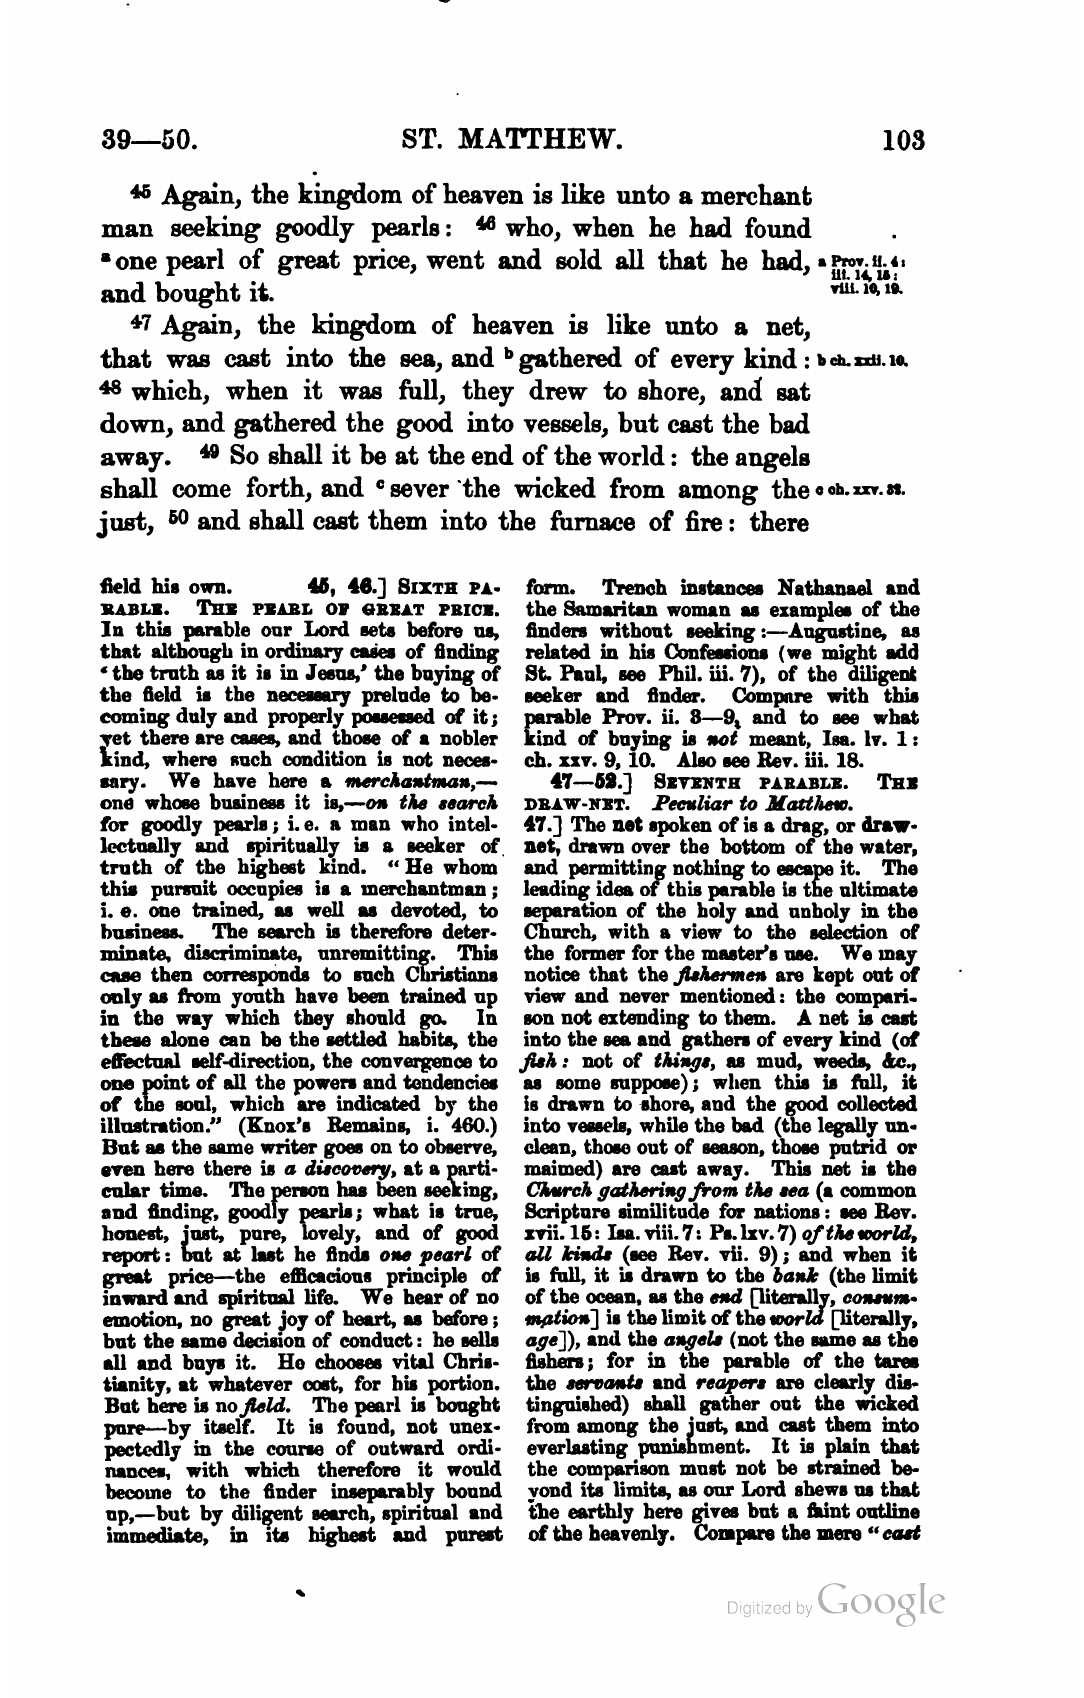 39—50. ST. MATTHEW. 103
45 Again, the kingdom of heaven is like unto a merchant
man seeking goodly pearls: 46 who, when he had found
a one pearl of great price, went and sold all that he had,
and bought it.
a Prov. ii. 4:
iii. 14, 15:
viii. 10, 19.
47 Again, the kingdom of heaven is like unto a net,
that was cast into the sea, and b gathered of every kind: b ch. xxii. 10.
48 which, when it was full, they drew to shore, and sat
down, and gathered the good into vessels, but cast the bad
away. 49 So shall it be at the end of the world: the angels
shall come forth, and c sever the wicked from among the c ch. xxv. 32.
just, 50 and shall cast them into the furnace of fire: there
field his own. 45, 46.] SIXTH PA-
RABLE. THE PEARL OF GREAT PRICE.
In this parable our Lord sets before us,
that although in ordinary cases of finding
‘the truth as it is in Jesus,’ the buying of
the field is the necessary prelude to be-
coming duly and properly possessed of it;
yet there are cases, and those of a nobler
kind, where such condition is not neces-
sary. We have here a merchantman,—
one whose business it is,—on the search
for goodly pearls; i. e. a man who intel-
lectually and spiritually is a seeker of
truth of the highest kind. “He whom
this pursuit occupies is a merchantman;
i. e. one trained, as well as devoted, to
business. The search is therefore deter-
minate, discriminate, unremitting. This
case then corresponds to such Christians
only as from youth have been trained up
in the way which they should go. In
these alone can be the settled habits, the
effectual self-direction, the convergence to
one point of all the powers and tendencies
of the soul, which are indicated by the
illustration.” (Knox's Remains, i. 460.)
But as the same writer goes on to observe,
even here there is a discovery, at a parti-
cular time. The person has been seeking,
and finding, goodly pearls; what is true,
honest, just, pure, lovely, and of good
report: but at last he finds one pearl of
great price—the efficacious principle of
inward and spiritual life. We hear of no
emotion, no great joy of heart, as before;
but the same decision of conduct: he sells
all and buys it. He chooses vital Chris-
tianity, at whatever cost, for his portion.
But here is no field. The pearl is bought
pure—by itself. It is found, not unex-
pectedly in the course of outward ordi-
nances, with which therefore it would
become to the finder inseparably bound
up,—but by diligent search, spiritual and
immediate, in its highest and purest
form. Trench instances Nathanael and
the Samaritan woman as examples of the
finders without seeking:—Augustine, as
related in his Confessions (we might add
St. Paul, see Phil. iii. 7), of the diligent
seeker and finder. Compare with this
parable Prov. ii. 3—9, and to see what
kind of buying is not meant, Isa. lv. 1:
ch. xxv. 9, 10. Also see Rev. iii. 18.
47—52.] SEVENTH PARABLE. THE
DRAW-NET. Peculiar to Matthew.
47.] The net spoken of is a drag, or draw-
net, drawn over the bottom of the water,
and permitting nothing to escape it. The
leading idea of this parable is the ultimate
separation of the holy and unholy in the
Church, with a view to the selection of
the former for the master's use. We may
notice that the fishermen are kept out of
view and never mentioned: the compari-
son not extending to them. A net is cast
into the sea and gathers of every kind (of
fish: not of things, as mud, weeds, &c.,
as some suppose); when this is full, it
is drawn to shore, and the good collected
into vessels, while the bad (the legally un-
clean, those out of season, those putrid or
maimed) are cast away. This net is the
Church gathering from the sea (a common
Scripture similitude for nations: see Rev.
xvii. 15: Isa. viii. 7: Ps. lxv. 7) of the world,
all kinds (see Rev. vii. 9); and when it
is full, it is drawn to the bank (the limit
of the ocean, as the end [literally, consum-
mation] is the limit of the world [literally,
age]), and the angels (not the same as the
fishers; for in the parable of the tares
the servants and reapers are clearly dis-
tinguished) shall gather out the wicked
from among the just, and cast them into
everlasting punishment. It is plain that
the comparison must not be strained be-
yond its limits, as our Lord shews us that
the earthly here gives but a faint outline
of the heavenly. Compare the mere “cast
Digitized by Google